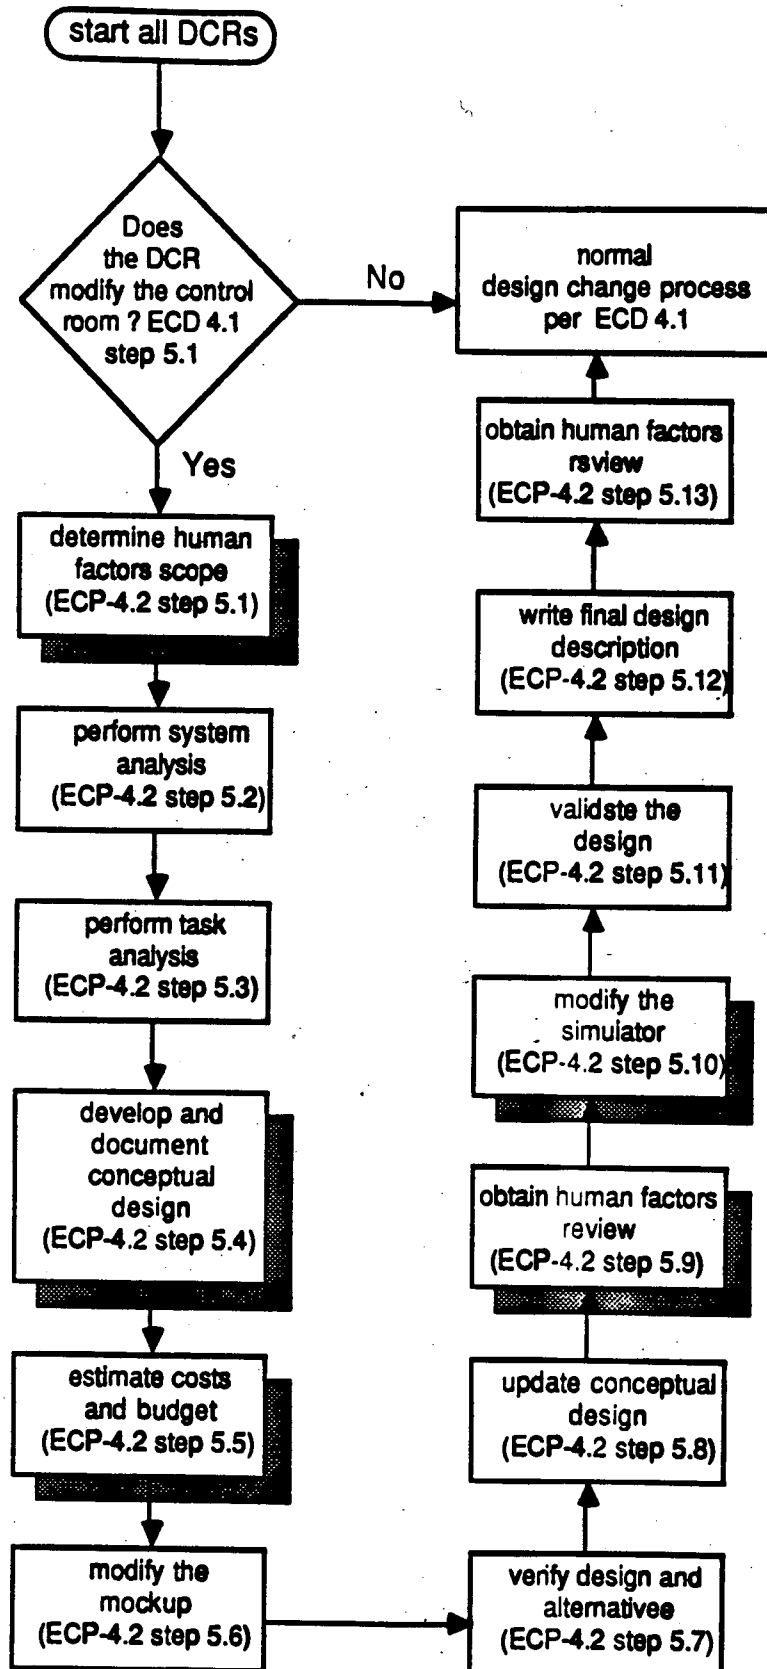 start all DCRs
Does
the DCR
modify the control
room ? ECD 4.1
step 5.1
No
normal
design change process
per ECD 4.1
Yes
determine human
factors scope
(ECP-4.2 step 5.1)
perform system
analysis
(ECP-4.2 step 5.2)
perform task
analysis
(ECP-4.2 step 5.3)
develop and
document
conceptual
design
(ECP-4.2 step 5.4)
estimate costs
and budget
(ECP-4.2 step 5.5)
modify the
mockup
(ECP-4.2 step 5.6)
verify design and
alternativee
(ECP-4.2 step 5.7)
update conceptual
design
(ECP-4.2 step 5.8)
obtain human factors
review
(ECP-4.2 step 5.9)
modify the
simulator
(ECP-4.2 step 5.10)
validste the
design
(ECP-4.2 step 5.11)
write final design
description
(ECP-4.2 step 5.12)
obtain human factors
rsview
(ECP-4.2 step 5.13)